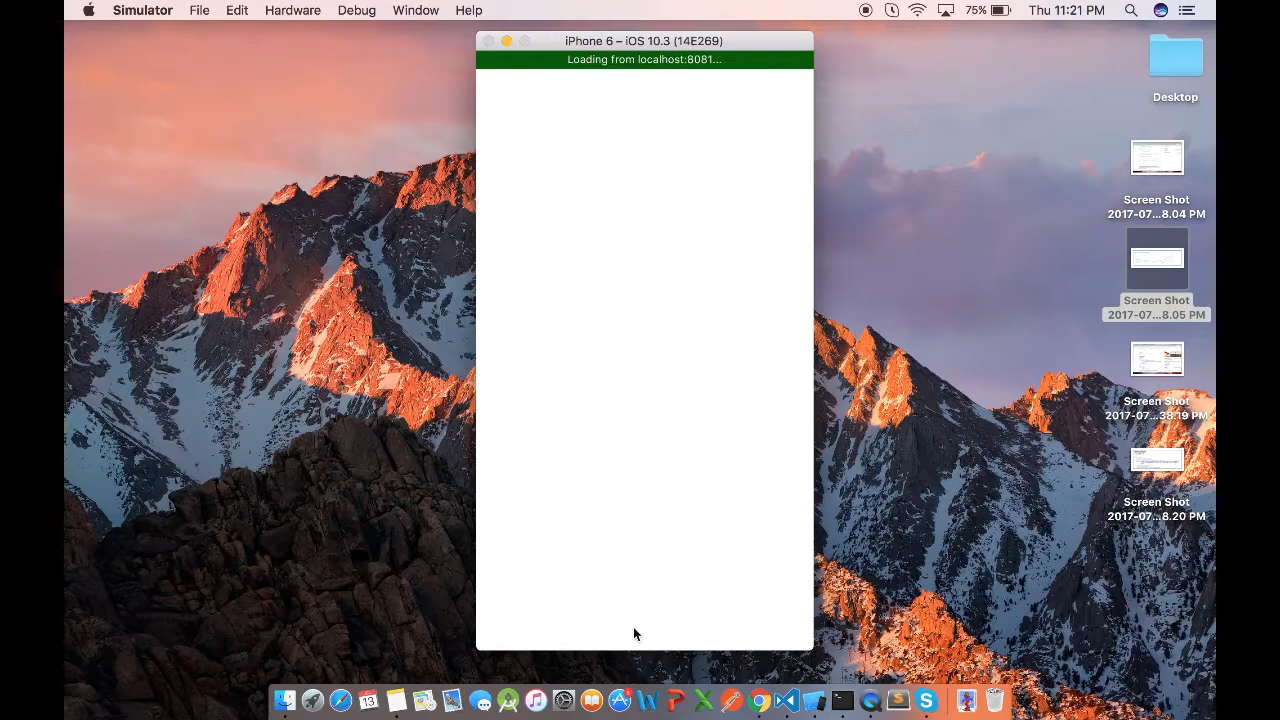 Simulator File Edit Hardware Debug Window Help 75% Thu 11:21 PM
iPhone 6 – iOS 10.3 (14E269)
Loading from localhost:8081...
Desktop
Screen Shot
2017-07...8.04 PM
Screen Shot
2017-07...8.05 PM
Screen Shot
2017-07...38.19 PM
Screen Shot
2017-07...8.20 PM
13